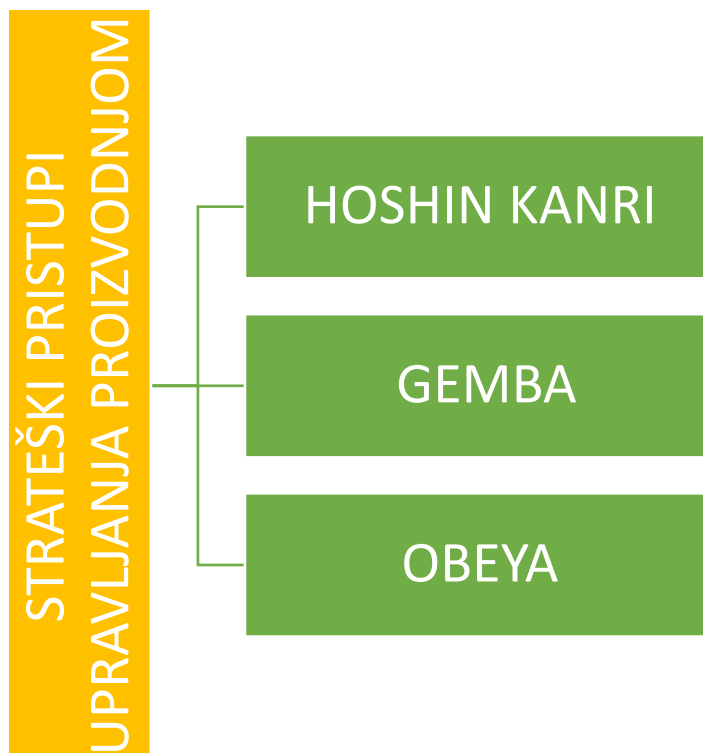 STRATEŠKI PRISTUPI
UPRAVLJANJA PROIZVODNJOM
HOSHIN KANRI
GEMBA
OBEYA